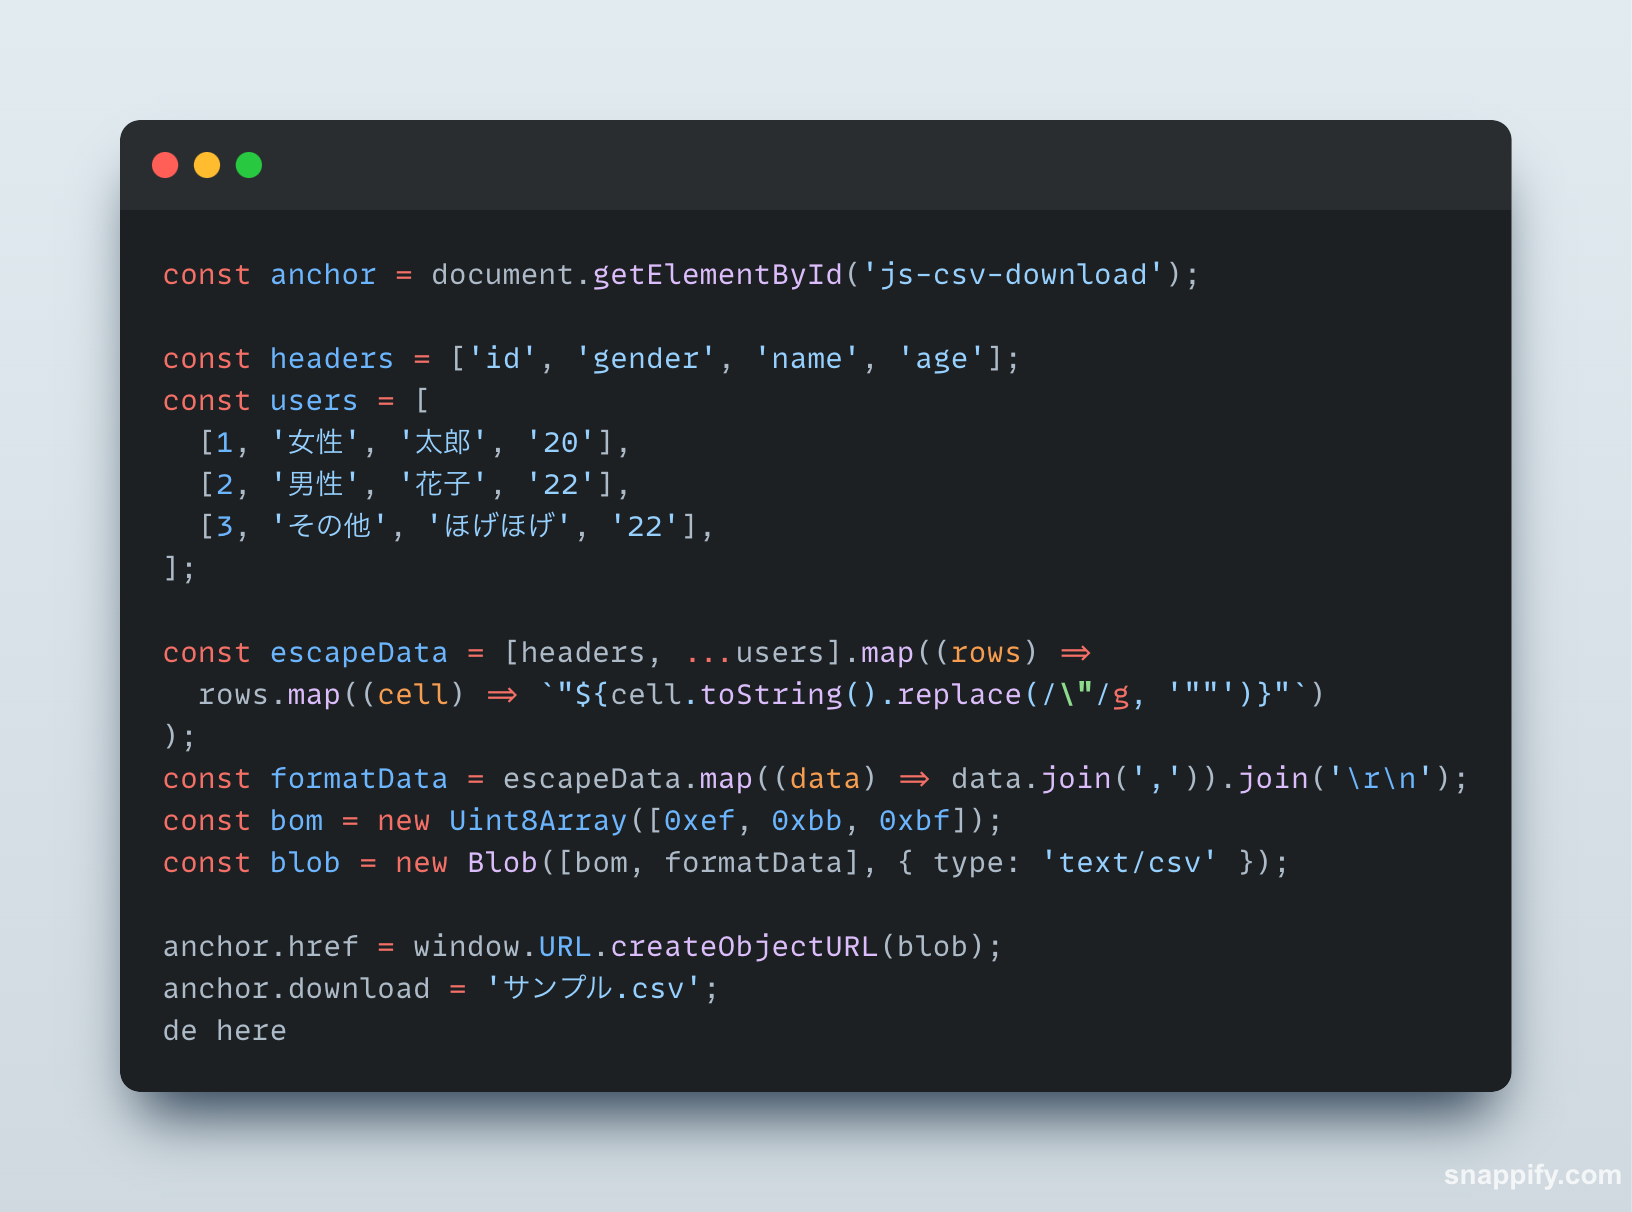 const anchor = document.getElementById('js-csv-download');
const headers = ['id', 'gender', 'name', 'age'];
const users = [
  [1, '女性', '太郎', '20'],
  [2, '男性', '花子', '22'],
  [3, 'その他', 'ほげほげ', '22'],
];
const escapeData = [headers, ...users].map((rows) =>
  rows.map((cell) => `"${cell.toString().replace(/\"/g, '""')}"`)
);
const formatData = escapeData.map((data) => data.join(',')).join('\r\n');
const bom = new Uint8Array([0xef, 0xbb, 0xbf]);
const blob = new Blob([bom, formatData], { type: 'text/csv' });
anchor.href = window.URL.createObjectURL(blob);
anchor.download = 'サンプル.csv';
de here
snappify.com